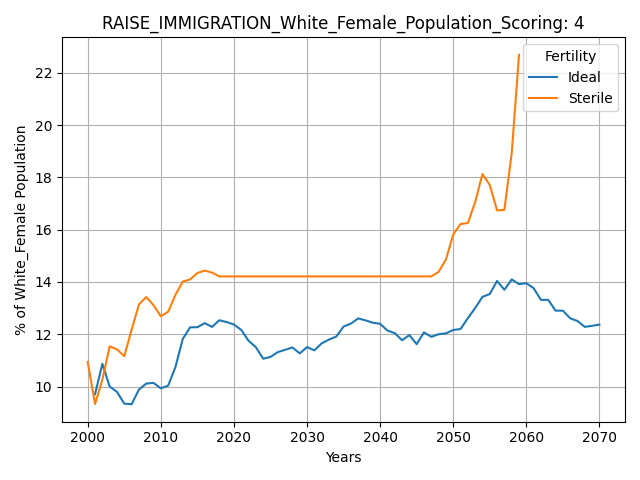 RAISE_IMMIGRATION_White_Female_Population_Scoring: 4
Fertility
Ideal
Sterile
% of White_Female Population
22
20
18
16
14
12
10
2000 2010 2020 2030 2040 2050 2060 2070
Years